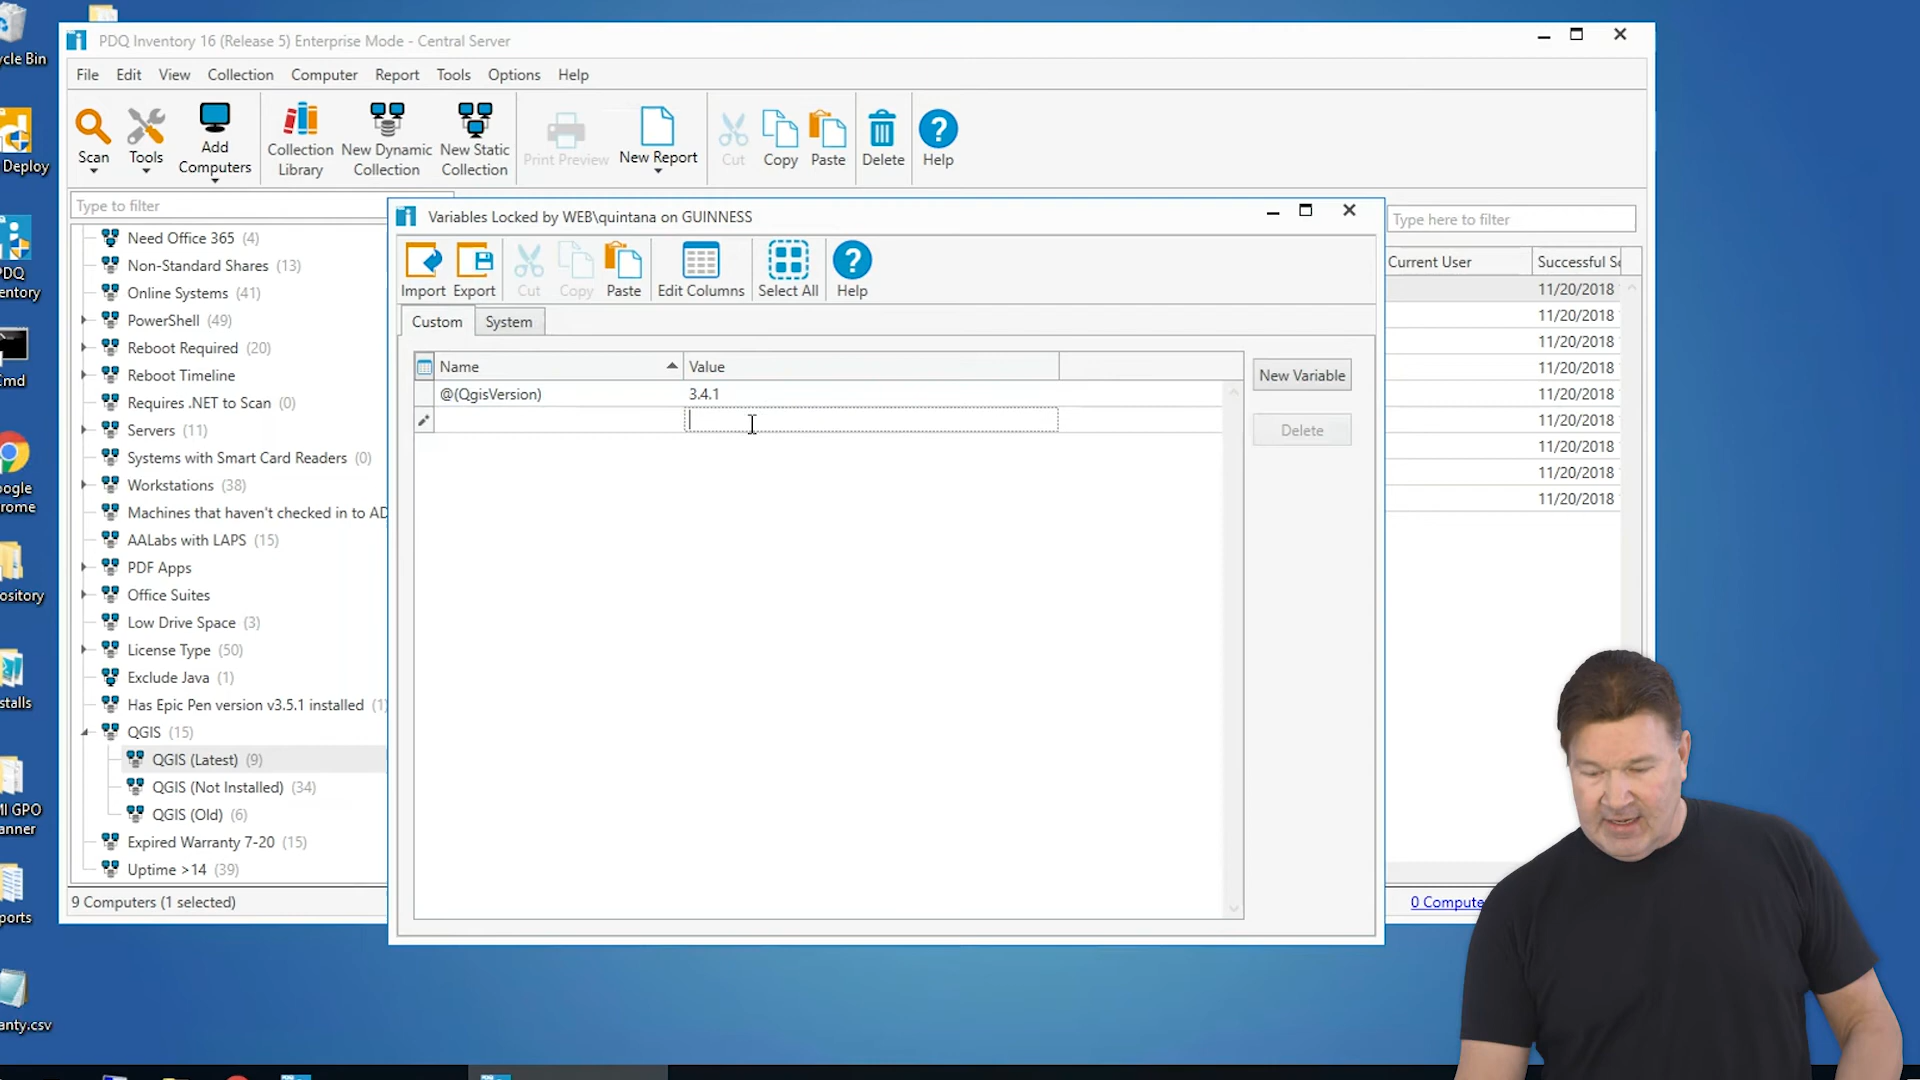 ycle Bin
Deploy
PDQ
entory
md
oogle
rome
ository
stalls
MI GPO
anner
ports
anty.csv
PDQ Inventory 16 (Release 5) Enterprise Mode - Central Server
File Edit View Collection Computer Report Tools Options Help
Scan
Tools
Add
Computers
Collection
Library
New Dynamic
Collection
New Static
Collection
Print Preview
New Report
Cut
Copy
Paste
Delete
Help
Type to filter
Need Office 365 (4)
Non-Standard Shares (13)
Online Systems (41)
PowerShell (49)
Reboot Required (20)
Reboot Timeline
Requires .NET to Scan (0)
Servers (11)
Systems with Smart Card Readers (0)
Workstations (38)
Machines that haven't checked in to AD
AALabs with LAPS (15)
PDF Apps
Office Suites
Low Drive Space (3)
License Type (50)
Exclude Java (1)
Has Epic Pen version v3.5.1 installed (1)
QGIS (15)
QGIS (Latest) (9)
QGIS (Not Installed) (34)
QGIS (Old) (6)
Expired Warranty 7-20 (15)
Uptime >14 (39)
9 Computers (1 selected)
Variables Locked by WEB\quintana on GUINNESS
Import Export Cut Copy Paste Edit Columns Select All Help
Custom System
Name Value
@(QgisVersion) 3.4.1
New Variable
Delete
Type here to filter
Current User Successful Sc
11/20/2018
11/20/2018
11/20/2018
11/20/2018
11/20/2018
11/20/2018
11/20/2018
11/20/2018
11/20/2018
0 Compute